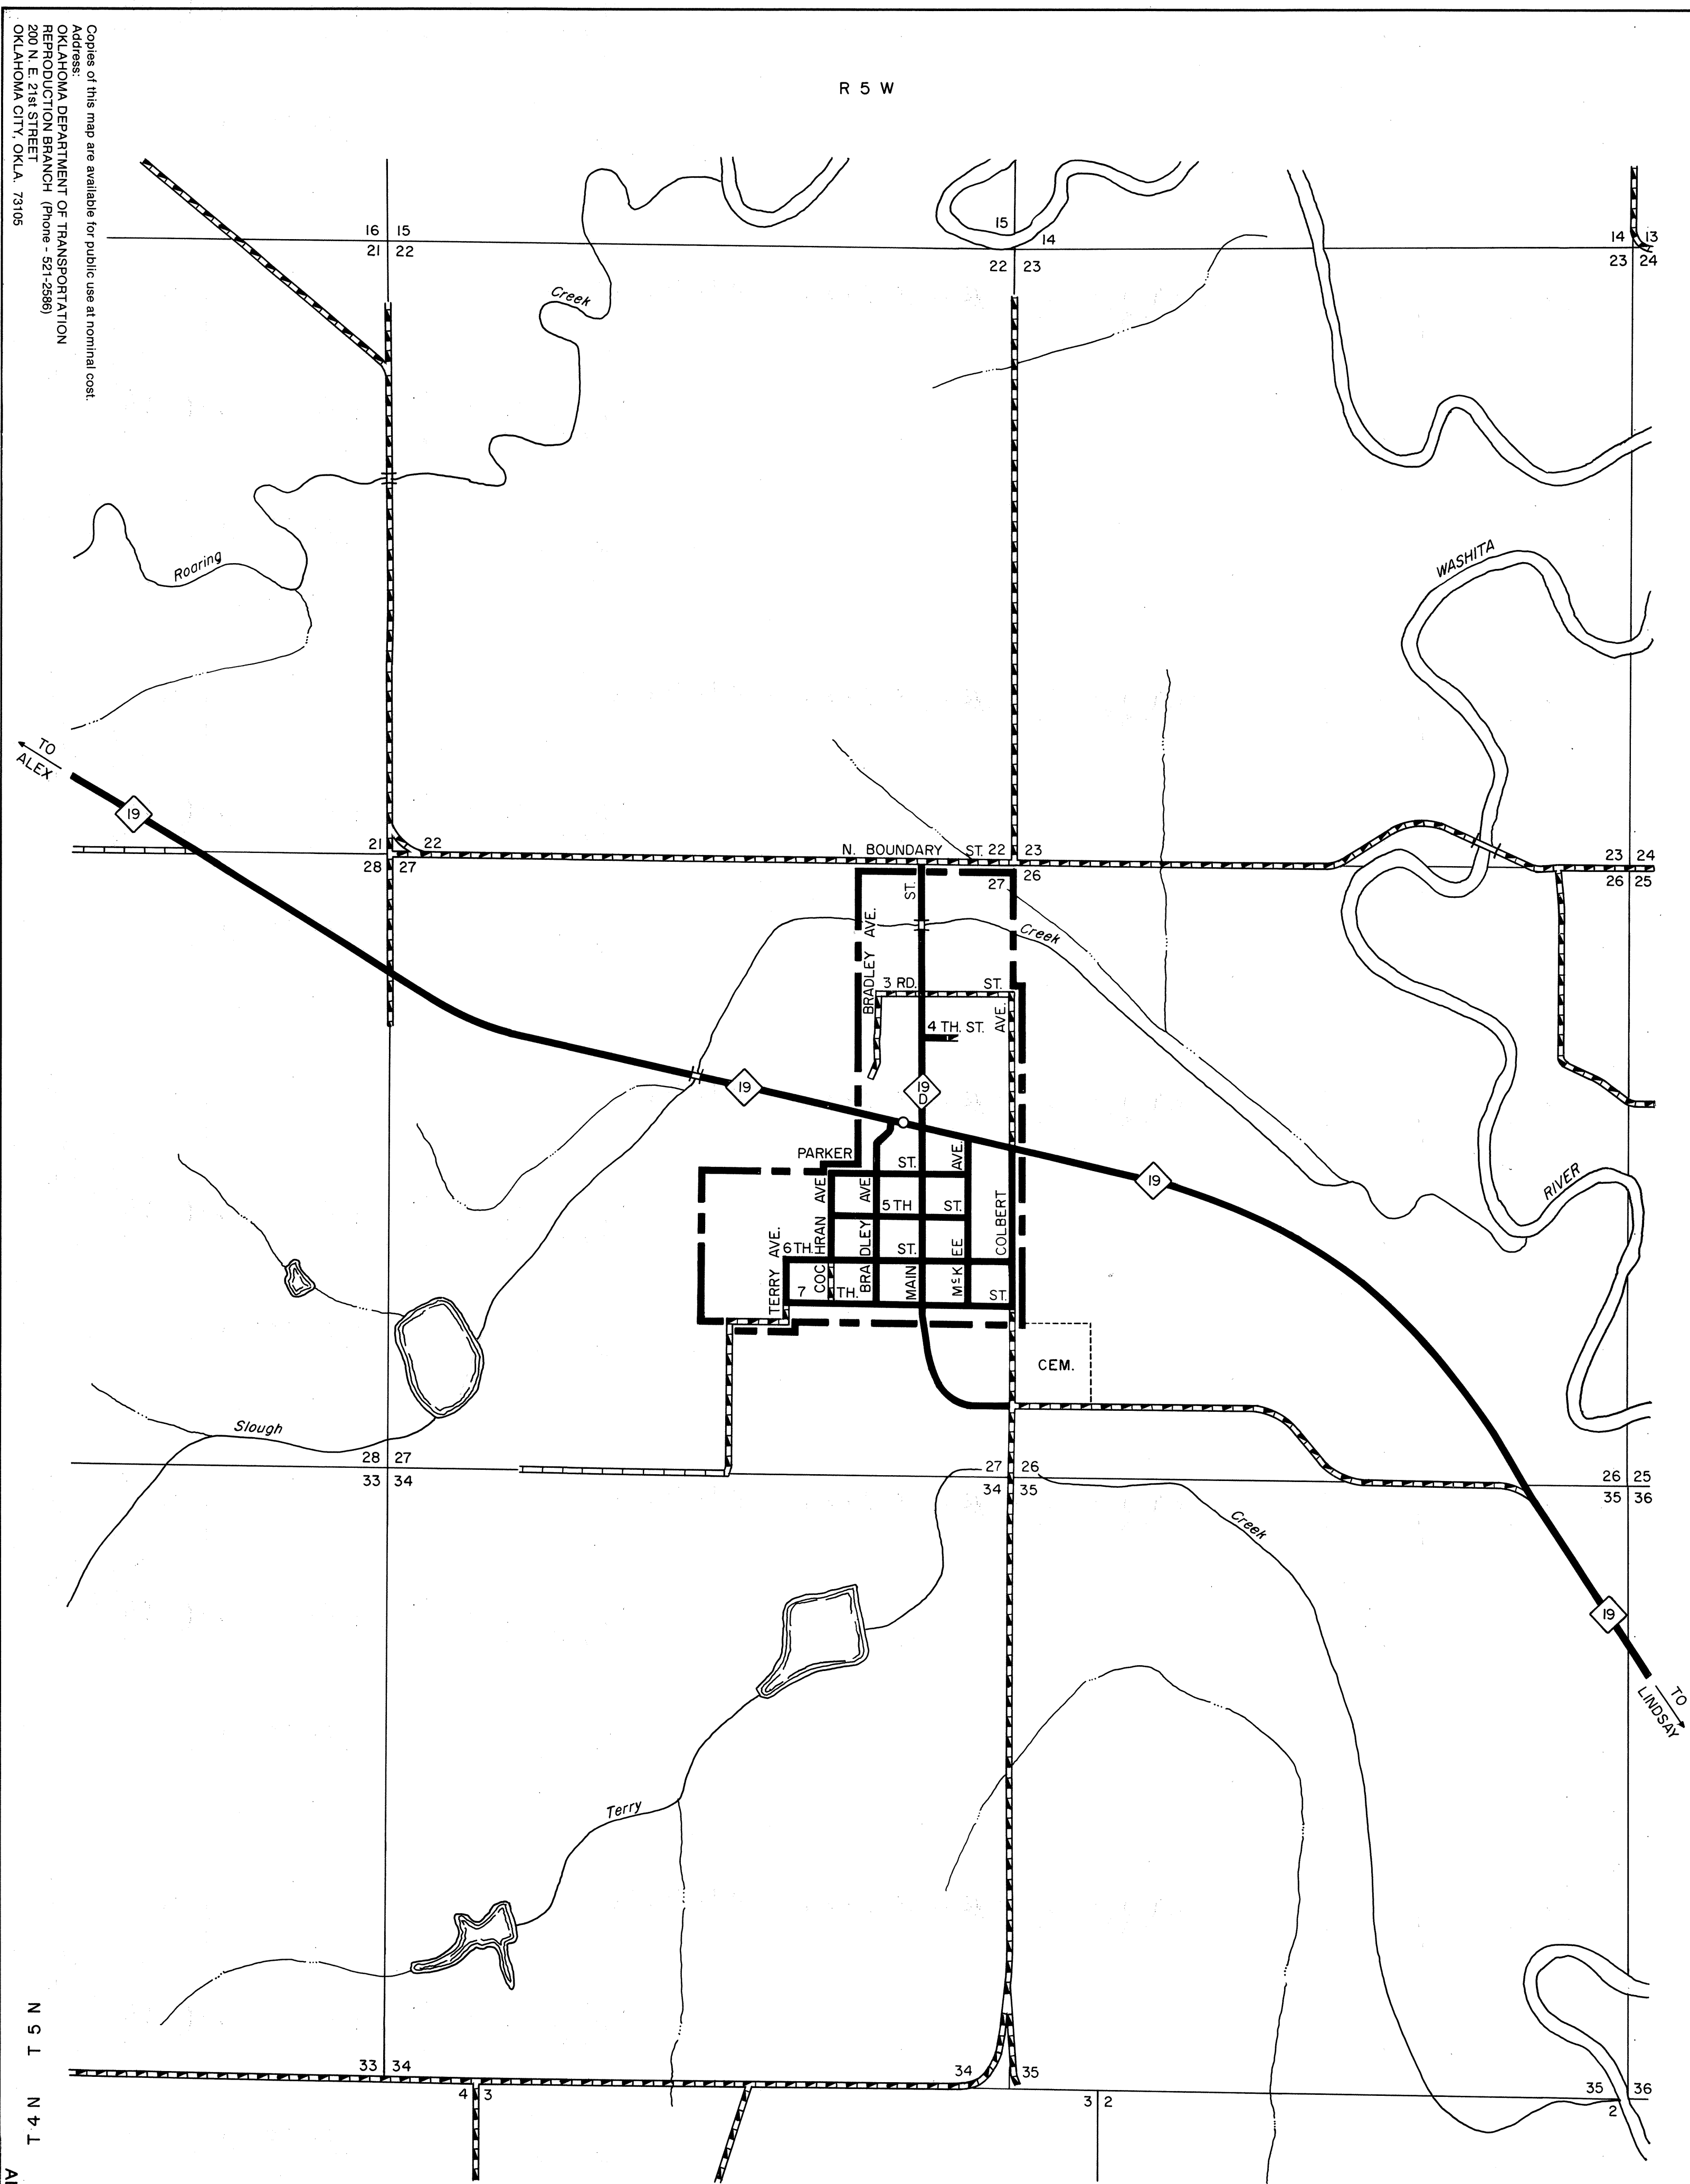 Copies of this map are available for public use at nominal cost.
Address:
OKLAHOMA DEPARTMENT OF TRANSPORTATION
REPRODUCTION BRANCH (Phone - 521-2586)
200 N. E. 21st STREET
OKLAHOMA CITY, OKLA. 73105
R 5 W
16 15
21 22
15 14
22 23
14 13
23 24
Creek
Roaring
WASHITA
TO
ALEX
19
21 22
28 27
N. BOUNDARY ST.
22 23
27 26
23 24
26 25
ST.
BRADLEY AVE.
Creek
3 RD. ST.
4 TH. ST.
AVE.
19
19
D
PARKER ST.
AVE.
19
RIVER
COCHRAN AVE.
BRADLEY AVE.
5 TH ST.
COLBERT
TERRY AVE.
6 TH. ST.
MAIN
McKEE
7 TH. ST.
CEM.
Slough
28 27
33 34
27 26
34 35
26 25
35 36
Creek
19
TO
LINDSAY
Terry
T 5 N
T 4 N
33 34
4 3
34 35
3 2
35 36
2